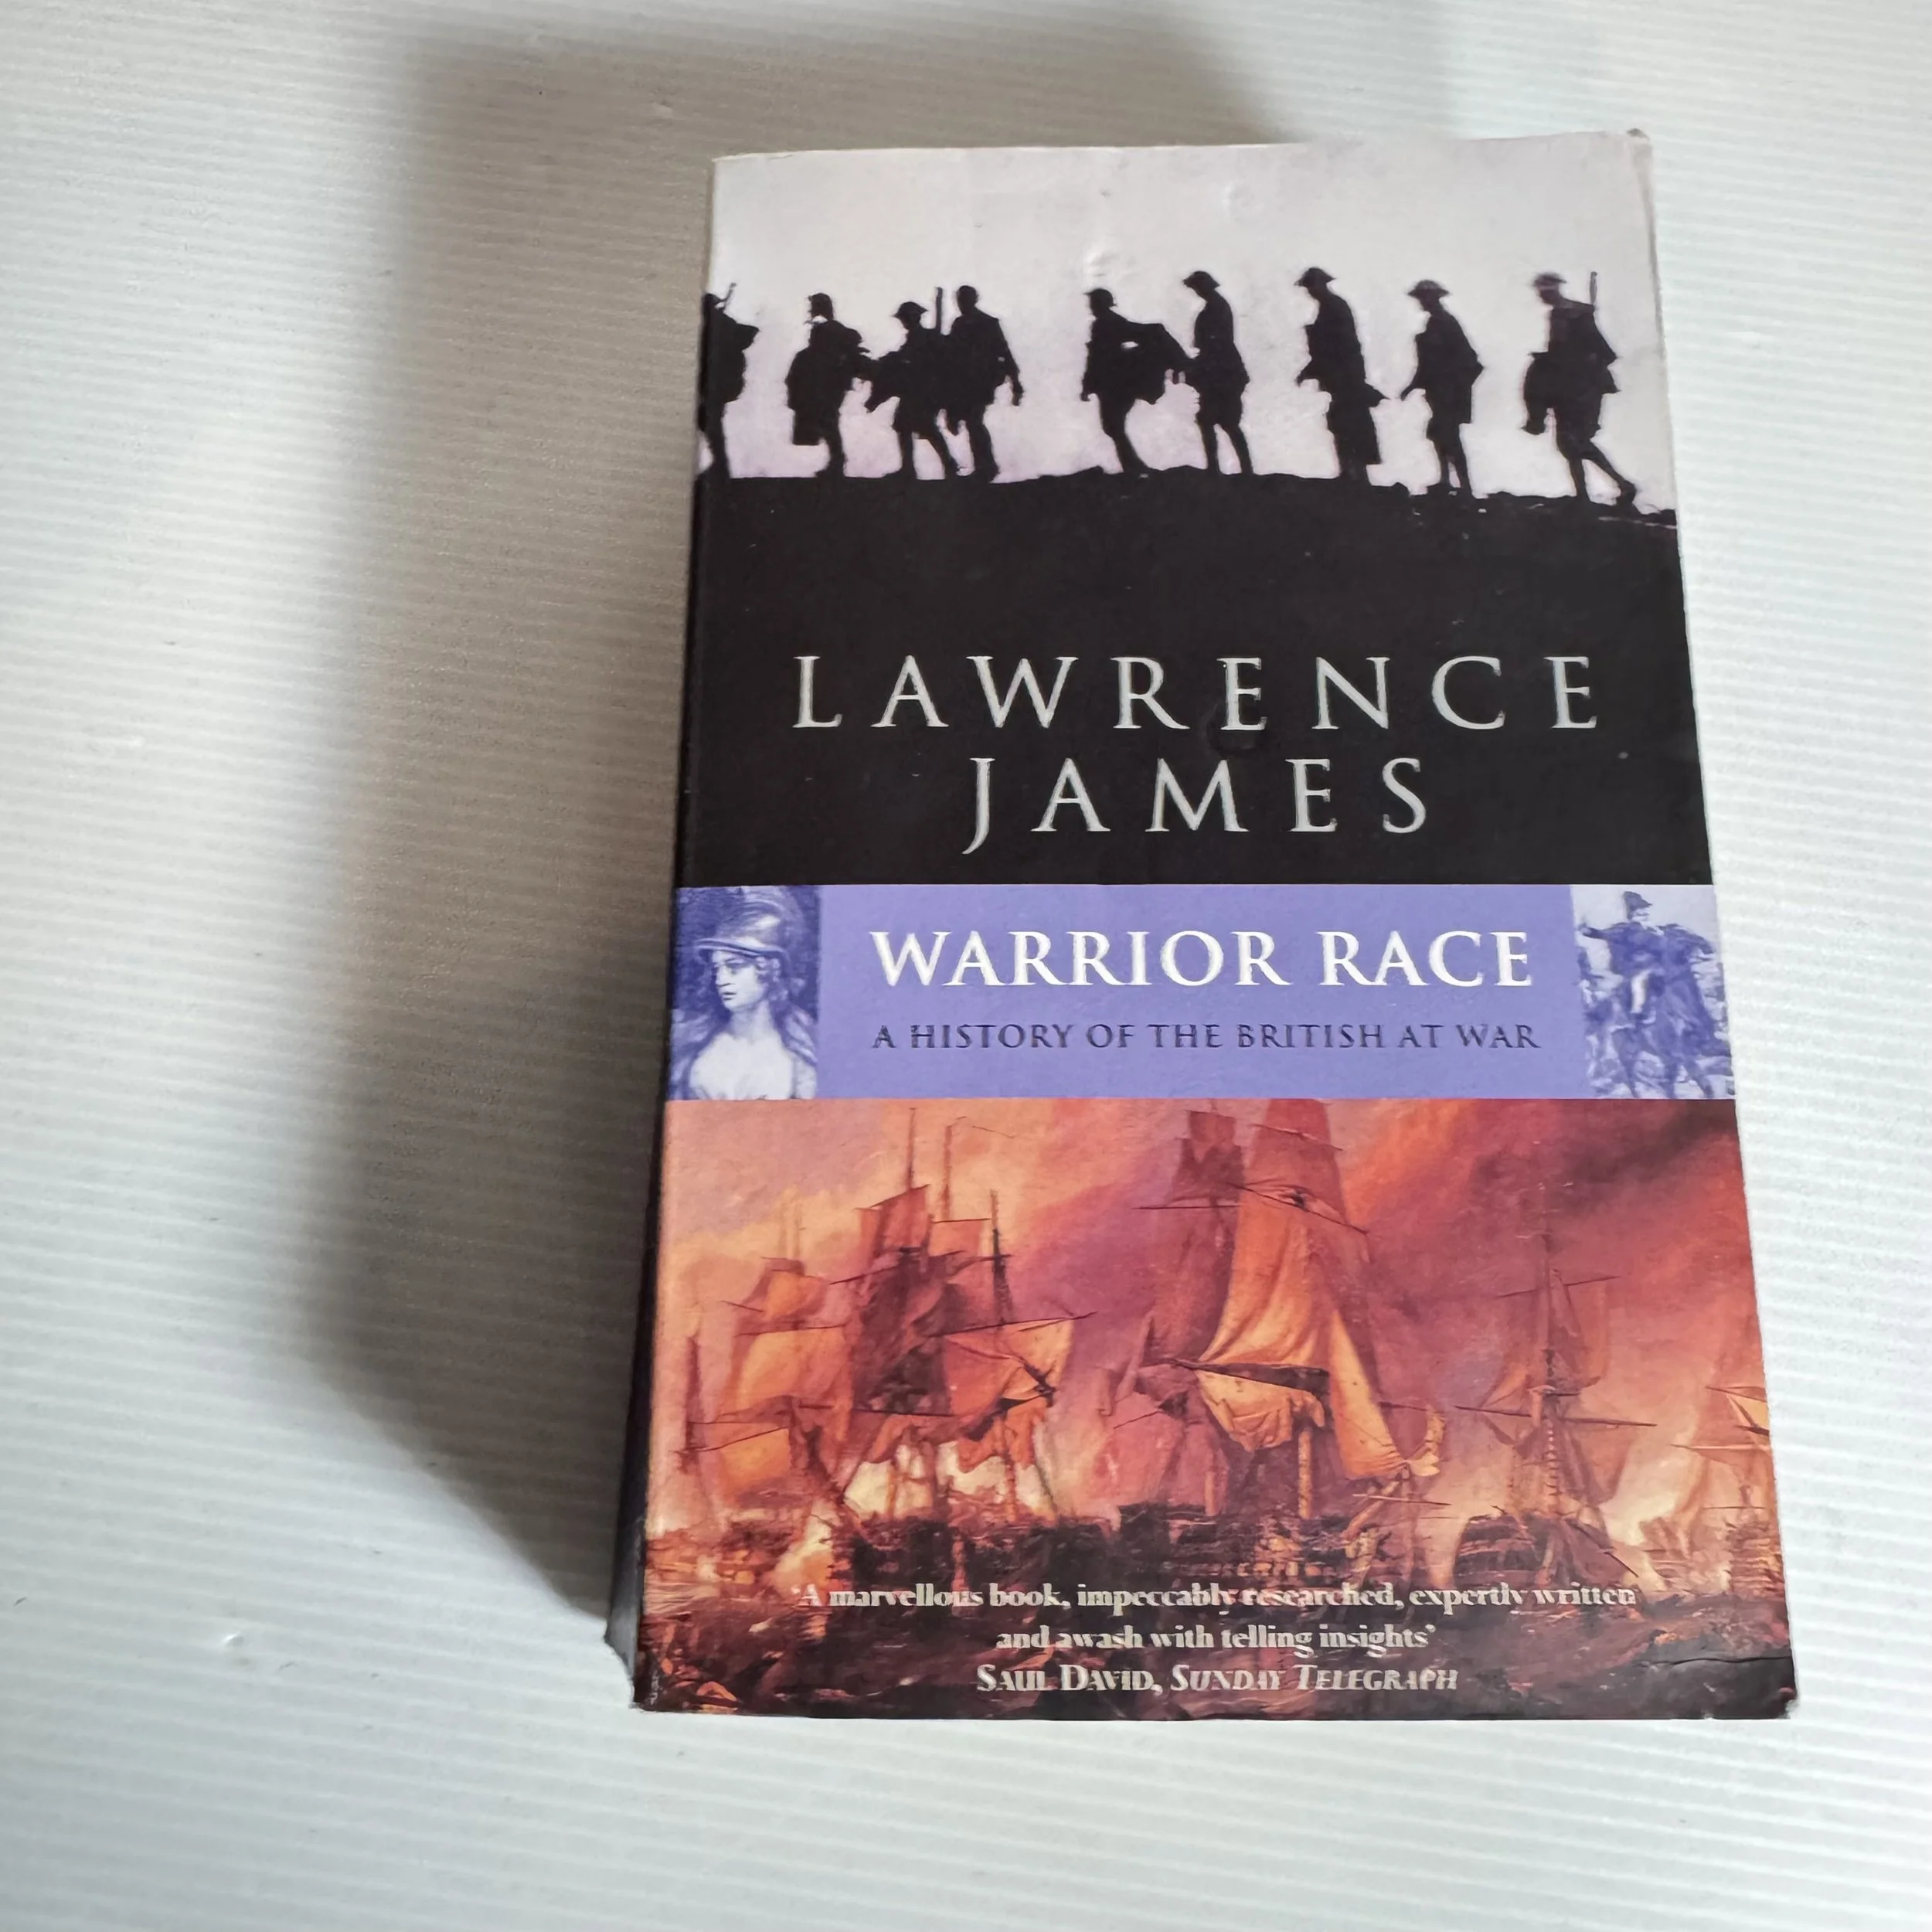 LAWRENCE
JAMES
WARRIOR RACE
A HISTORY OF THE BRITISH AT WAR
'A marvellous book, impeccably researched, expertly written
and awash with telling insights'
SAUL DAVID, SUNDAY TELEGRAPH